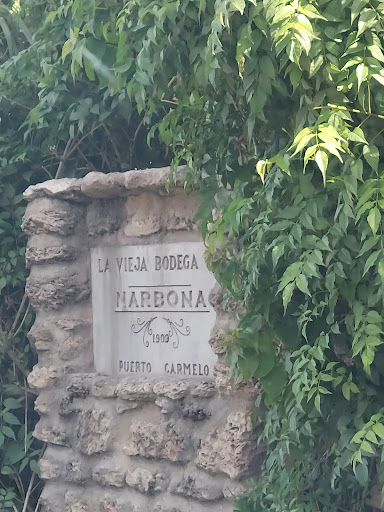 LA VIEJA BODEGA
NARBONA
1909
PUERTO CARMELO